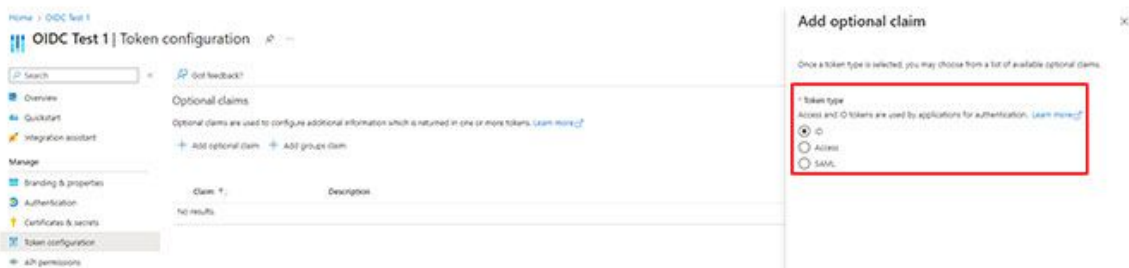 Home > OIDC Test 1
OIDC Test 1 | Token configuration
Search
Overview
Quickstart
Integration assistant
Manage
Branding & properties
Authentication
Certificates & secrets
Token configuration
API permissions
Got feedback?
Optional claims
Optional claims are used to configure additional information which is returned in one or more tokens. Learn more
+ Add optional claim + Add groups claim
Claim ↑↓ Description
No results.
Add optional claim
Once a token type is selected, you may choose from a list of available optional claims.
* Token type
Access and ID tokens are used by applications for authentication. Learn more
ID
Access
SAML